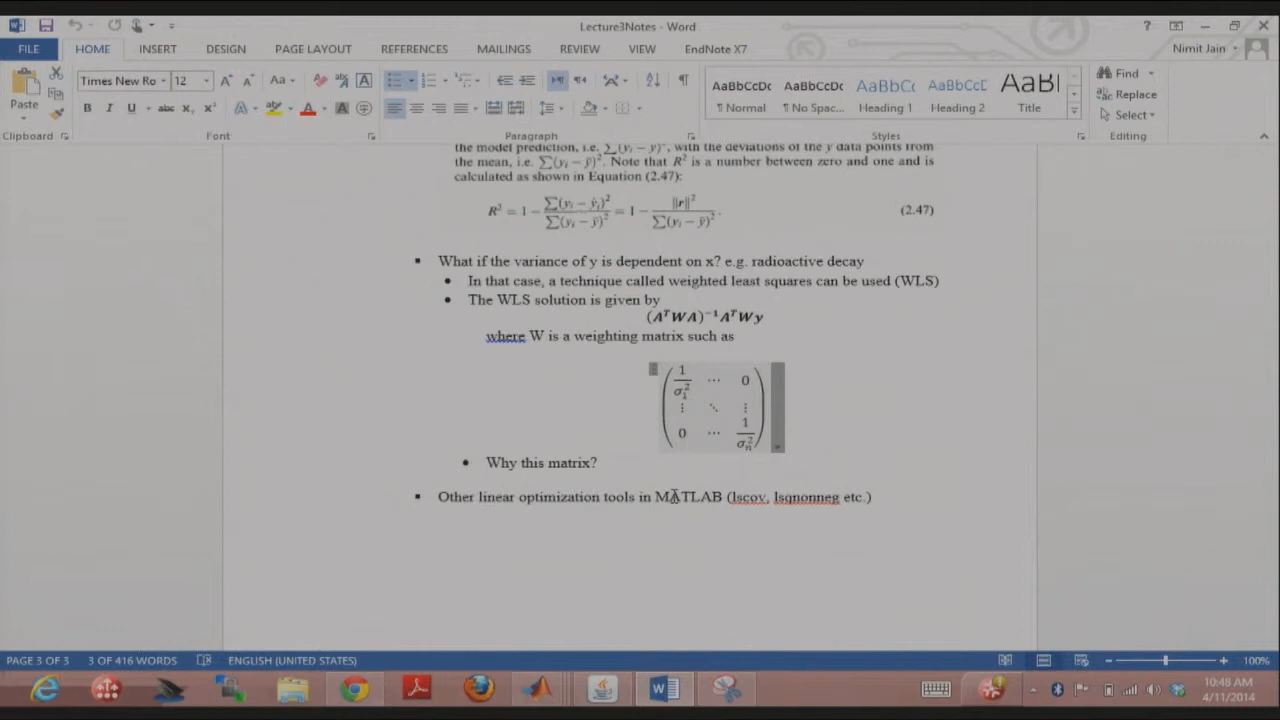 Lecture3Notes - Word
FILE HOME INSERT DESIGN PAGE LAYOUT REFERENCES MAILINGS REVIEW VIEW EndNote X7 Nimit Jain
Times New Ro 12
Paste
AaBbCcDc AaBbCcDc AaBbCc AaBbCcD AaBl
¶ Normal ¶ No Spac... Heading 1 Heading 2 Title
Find
Replace
Select
Clipboard Font Paragraph Styles Editing
the model prediction, i.e. ∑(yᵢ − y)², with the deviations of the y data points from
the mean, i.e. ∑(yᵢ − ȳ)². Note that R² is a number between zero and one and is
calculated as shown in Equation (2.47):
R² = 1 − ∑(yᵢ − ŷᵢ)² / ∑(yᵢ − ȳ)² = 1 − ‖r‖² / ∑(yᵢ − ȳ)². (2.47)
▪ What if the variance of y is dependent on x? e.g. radioactive decay
• In that case, a technique called weighted least squares can be used (WLS)
• The WLS solution is given by
(AᵀWA)⁻¹AᵀWy
where W is a weighting matrix such as
1/σ₁² ⋯ 0
⋮ ⋱ ⋮
0 ⋯ 1/σₙ²
• Why this matrix?
▪ Other linear optimization tools in MATLAB (lscov, lsqnonneg etc.)
PAGE 3 OF 3 3 OF 416 WORDS ENGLISH (UNITED STATES) 100%
10:48 AM
4/11/2014